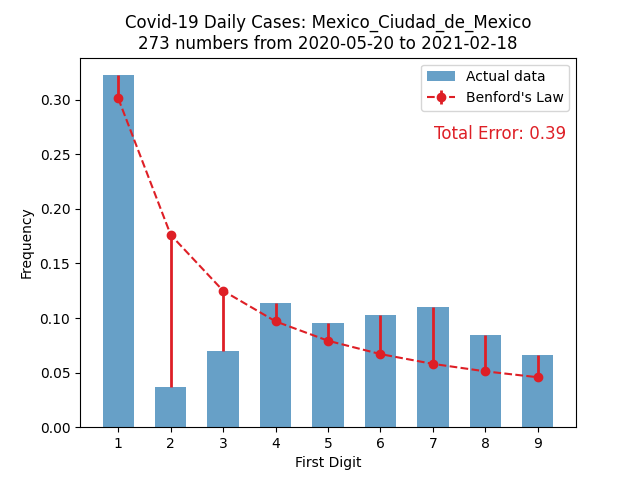 Covid-19 Daily Cases: Mexico_Ciudad_de_Mexico
273 numbers from 2020-05-20 to 2021-02-18
Actual data
Benford's Law
Total Error: 0.39
Frequency
0.30
0.25
0.20
0.15
0.10
0.05
0.00
1 2 3 4 5 6 7 8 9
First Digit